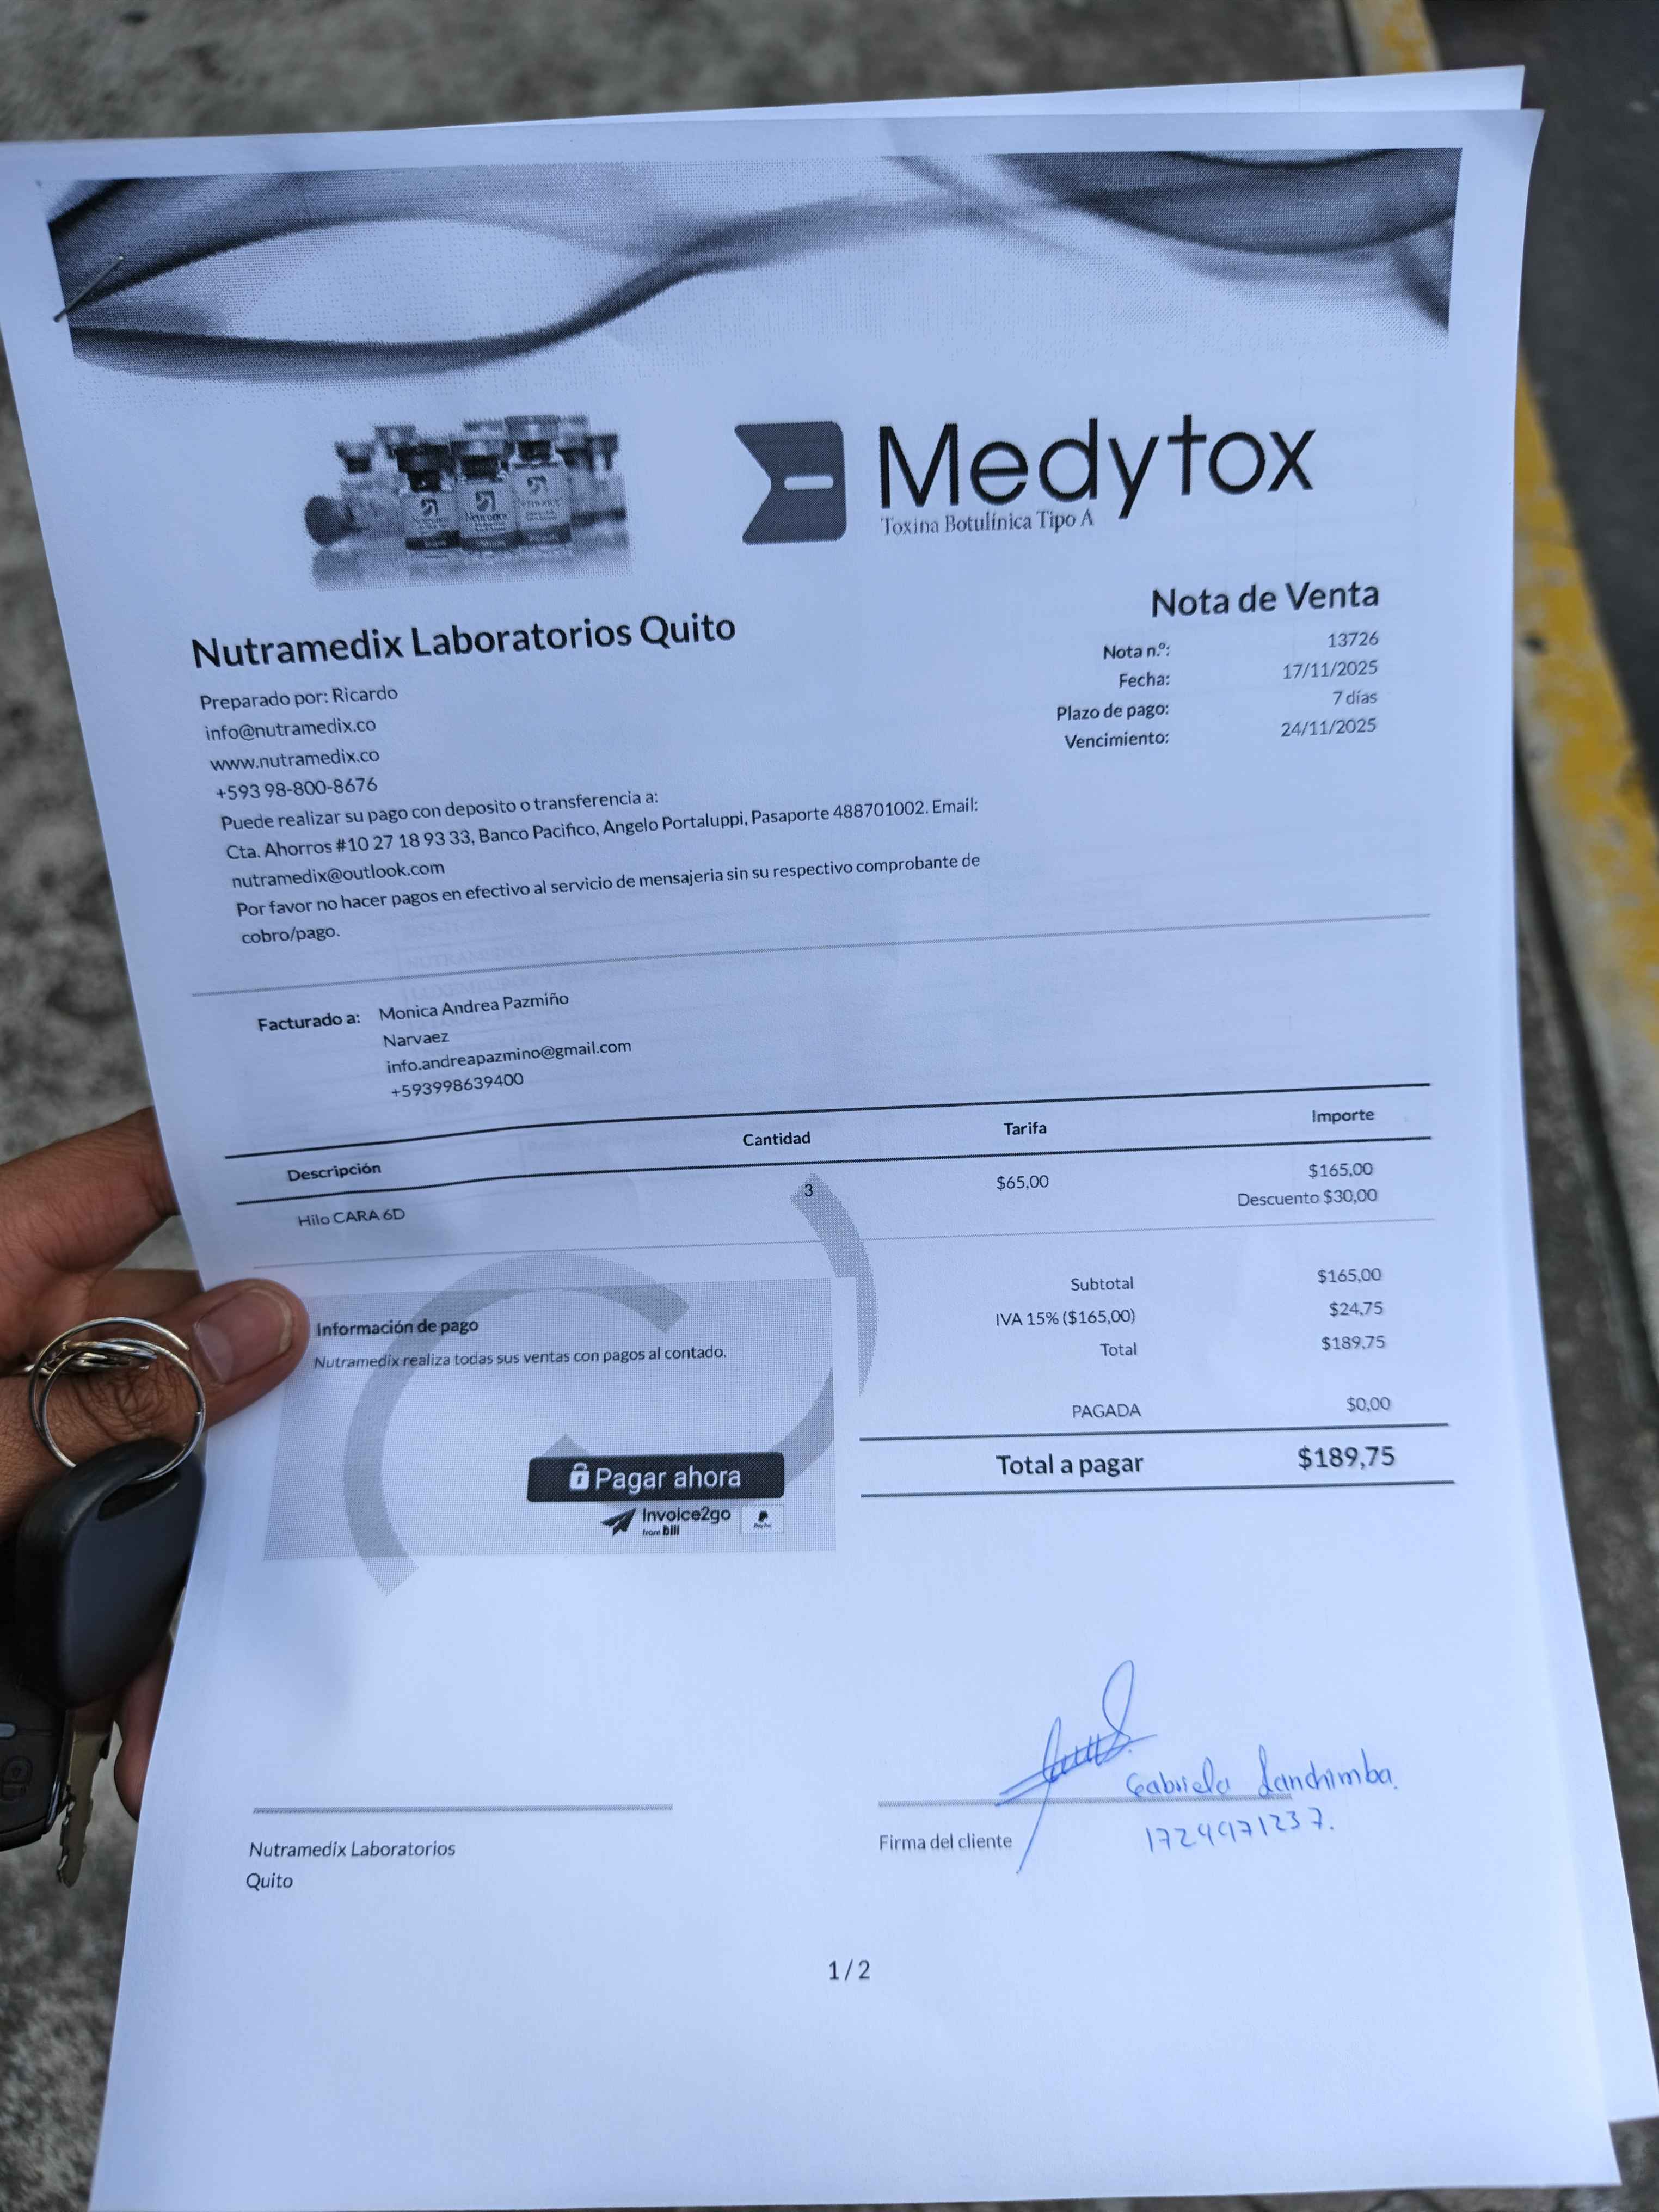 Medytox
Toxina Botulínica Tipo A
Nota de Venta
Nota n.º: 13726
Fecha: 17/11/2025
Plazo de pago: 7 días
Vencimiento: 24/11/2025
Nutramedix Laboratorios Quito
Preparado por: Ricardo
info@nutramedix.co
www.nutramedix.co
+593 98-800-8676
Puede realizar su pago con deposito o transferencia a:
Cta. Ahorros #10 27 18 93 33, Banco Pacifico, Angelo Portaluppi, Pasaporte 488701002. Email:
nutramedix@outlook.com
Por favor no hacer pagos en efectivo al servicio de mensajeria sin su respectivo comprobante de
cobro/pago.
Facturado a: Monica Andrea Pazmiño
Narvaez
info.andreapazmino@gmail.com
+593998639400
Descripción Cantidad Tarifa Importe
Hilo CARA 6D 3 $65,00 $165,00
Descuento $30,00
Subtotal $165,00
IVA 15% ($165,00) $24,75
Total $189,75
PAGADA $0,00
Total a pagar $189,75
Información de pago
Nutramedix realiza todas sus ventas con pagos al contado.
Pagar ahora
Invoice2go
from bill
PayPal
Gabriela Lanchimba.
1724971237.
Firma del cliente
Nutramedix Laboratorios
Quito
1 / 2